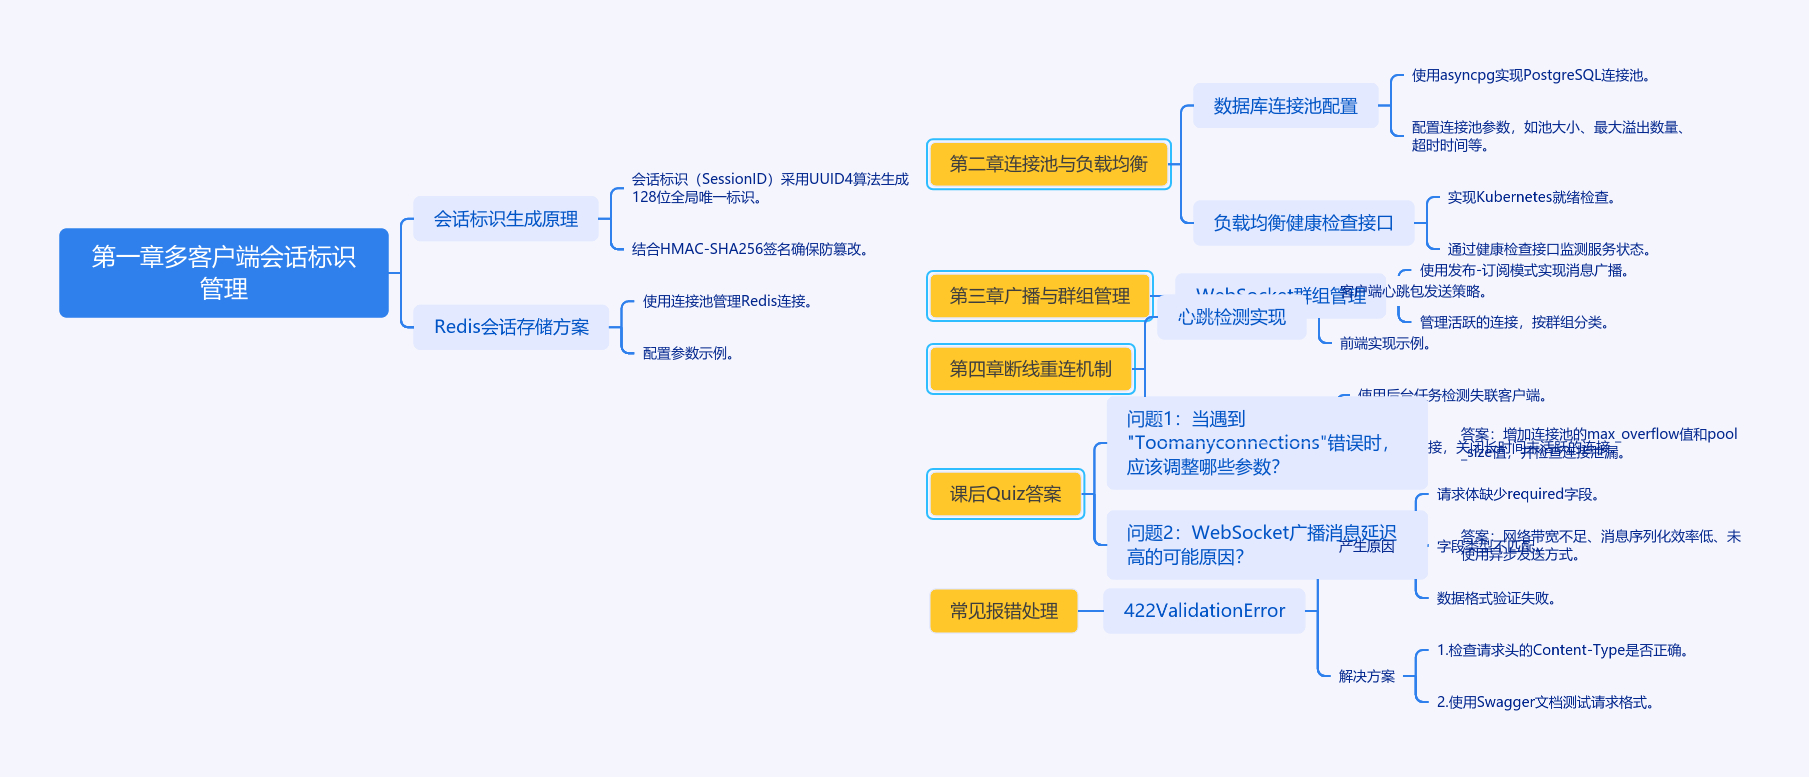 第一章多客户端会话标识
管理
会话标识生成原理
会话标识（SessionID）采用UUID4算法生成
128位全局唯一标识。
结合HMAC-SHA256签名确保防篡改。
Redis会话存储方案
使用连接池管理Redis连接。
配置参数示例。
第二章连接池与负载均衡
数据库连接池配置
使用asyncpg实现PostgreSQL连接池。
配置连接池参数，如池大小、最大溢出数量、
超时时间等。
负载均衡健康检查接口
实现Kubernetes就绪检查。
通过健康检查接口监测服务状态。
第三章广播与群组管理
WebSocket群组管理
使用发布-订阅模式实现消息广播。
管理活跃的连接，按群组分类。
第四章断线重连机制
心跳检测实现
客户端心跳包发送策略。
前端实现示例。
使用后台任务检测失联客户端。
接，关闭长时间未活跃的连接。
课后Quiz答案
问题1：当遇到
"Toomanyconnections"错误时，
应该调整哪些参数？
答案：增加连接池的max_overflow值和pool
_size值，并检查连接泄漏。
问题2：WebSocket广播消息延迟
高的可能原因？
答案：网络带宽不足、消息序列化效率低、未
使用异步发送方式。
常见报错处理
422ValidationError
产生原因
请求体缺少required字段。
字段类型不匹配。
数据格式验证失败。
解决方案
1.检查请求头的Content-Type是否正确。
2.使用Swagger文档测试请求格式。